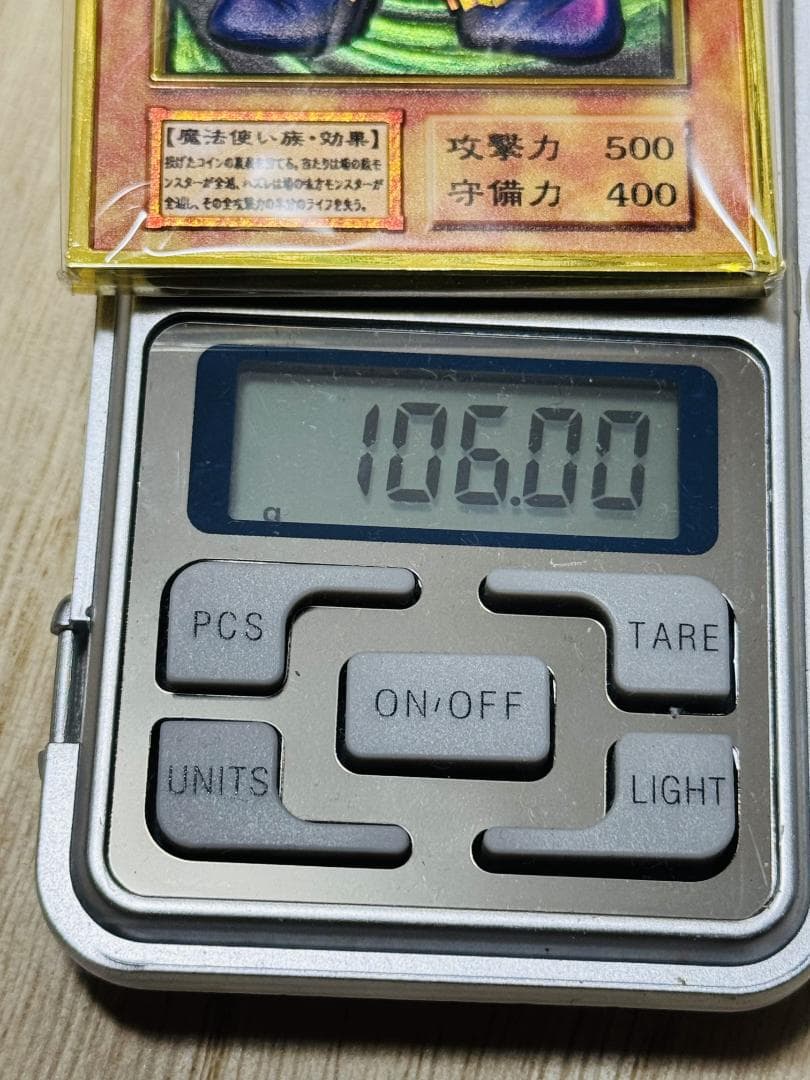 【魔法使い族・効果】
投げたコインの裏表を当てる。当たりは場の敵モ
ンスターが全滅、ハズレは場の味方モンスターが
全滅し、その全攻撃力の半分のライフを失う。
攻撃力 500
守備力 400
106.00
g
PCS
TARE
ON/OFF
UNITS
LIGHT